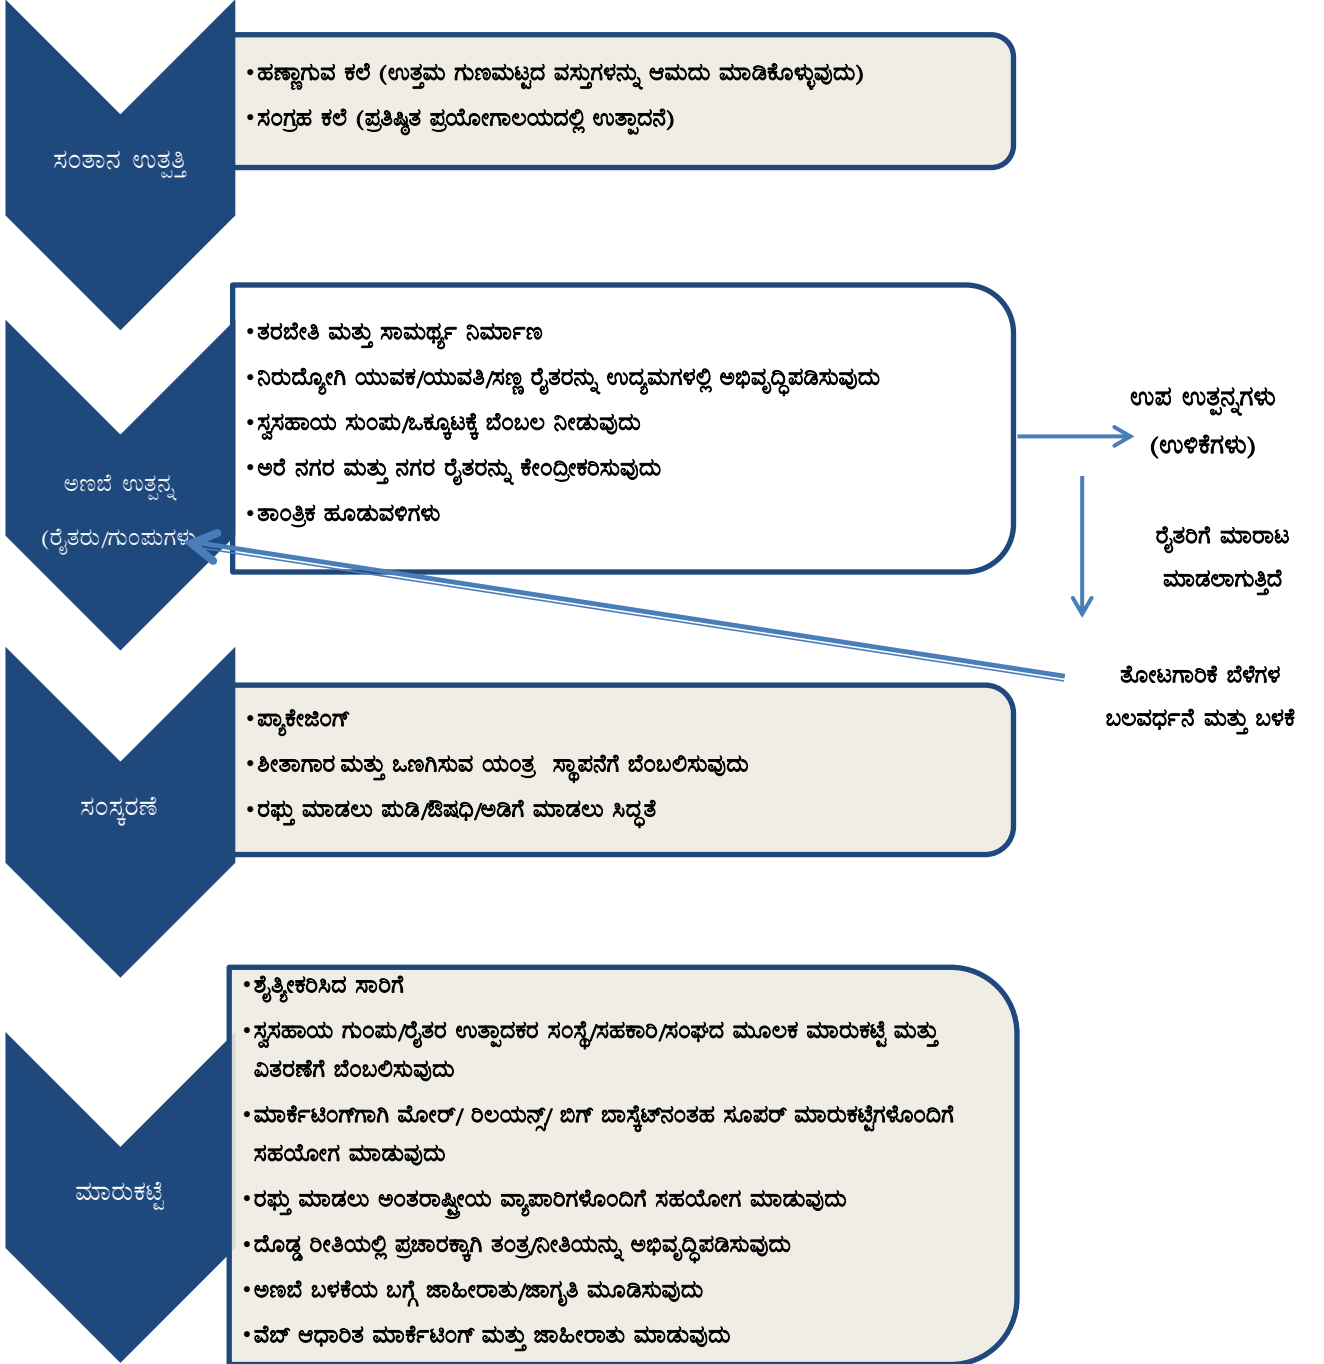 ಸಂತಾನ ಉತ್ಪತ್ತಿ
•ಹಣ್ಣಾಗುವ ಕಲೆ (ಉತ್ತಮ ಗುಣಮಟ್ಟದ ವಸ್ತುಗಳನ್ನು ಆಮದು ಮಾಡಿಕೊಳ್ಳುವುದು)
•ಸಂಗ್ರಹ ಕಲೆ (ಪ್ರತಿಷ್ಠಿತ ಪ್ರಯೋಗಾಲಯದಲ್ಲಿ ಉತ್ಪಾದನೆ)
ಅಣಬೆ ಉತ್ಪನ್ನ
(ರೈತರು/ಗುಂಪುಗಳು
•ತರಬೇತಿ ಮತ್ತು ಸಾಮರ್ಥ್ಯ ನಿರ್ಮಾಣ
•ನಿರುದ್ಯೋಗಿ ಯುವಕ/ಯುವತಿ/ಸಣ್ಣ ರೈತರನ್ನು ಉದ್ಯಮಗಳಲ್ಲಿ ಅಭಿವೃದ್ಧಿಪಡಿಸುವುದು
•ಸ್ವಸಹಾಯ ಸುಂಪು/ಒಕ್ಕೂಟಕ್ಕೆ ಬೆಂಬಲ ನೀಡುವುದು
•ಅರೆ ನಗರ ಮತ್ತು ನಗರ ರೈತರನ್ನು ಕೇಂದ್ರೀಕರಿಸುವುದು
•ತಾಂತ್ರಿಕ ಹೂಡುವಳಿಗಳು
ಉಪ ಉತ್ಪನ್ನಗಳು
(ಉಳಿಕೆಗಳು)
ರೈತರಿಗೆ ಮಾರಾಟ
ಮಾಡಲಾಗುತ್ತಿದೆ
ತೋಟಗಾರಿಕೆ ಬೆಳೆಗಳ
ಬಲವರ್ಧನೆ ಮತ್ತು ಬಳಕೆ
ಸಂಸ್ಕರಣೆ
•ಪ್ಯಾಕೇಜಿಂಗ್
•ಶೀತಾಗಾರ ಮತ್ತು ಒಣಗಿಸುವ ಯಂತ್ರ ಸ್ಥಾಪನೆಗೆ ಬೆಂಬಲಿಸುವುದು
•ರಫ್ತು ಮಾಡಲು ಪುಡಿ/ಔಷಧಿ/ಅಡಿಗೆ ಮಾಡಲು ಸಿದ್ಧತೆ
ಮಾರುಕಟ್ಟೆ
•ಶೈತ್ಯೀಕರಿಸಿದ ಸಾರಿಗೆ
•ಸ್ವಸಹಾಯ ಗುಂಪು/ರೈತರ ಉತ್ಪಾದಕರ ಸಂಸ್ಥೆ/ಸಹಕಾರಿ/ಸಂಘದ ಮೂಲಕ ಮಾರುಕಟ್ಟೆ ಮತ್ತು
ವಿತರಣೆಗೆ ಬೆಂಬಲಿಸುವುದು
•ಮಾರ್ಕೆಟಿಂಗ್‌ಗಾಗಿ ಮೋರ್/ ರಿಲಯನ್ಸ್/ ಬಿಗ್ ಬಾಸ್ಕೆಟ್‌ನಂತಹ ಸೂಪರ್ ಮಾರುಕಟ್ಟೆಗಳೊಂದಿಗೆ
ಸಹಯೋಗ ಮಾಡುವುದು
•ರಫ್ತು ಮಾಡಲು ಅಂತರಾಷ್ಟ್ರೀಯ ವ್ಯಾಪಾರಿಗಳೊಂದಿಗೆ ಸಹಯೋಗ ಮಾಡುವುದು
•ದೊಡ್ಡ ರೀತಿಯಲ್ಲಿ ಪ್ರಚಾರಕ್ಕಾಗಿ ತಂತ್ರ/ನೀತಿಯನ್ನು ಅಭಿವೃದ್ಧಿಪಡಿಸುವುದು
•ಅಣಬೆ ಬಳಕೆಯ ಬಗ್ಗೆ ಜಾಹೀರಾತು/ಜಾಗೃತಿ ಮೂಡಿಸುವುದು
•ವೆಬ್ ಆಧಾರಿತ ಮಾರ್ಕೆಟಿಂಗ್ ಮತ್ತು ಜಾಹೀರಾತು ಮಾಡುವುದು